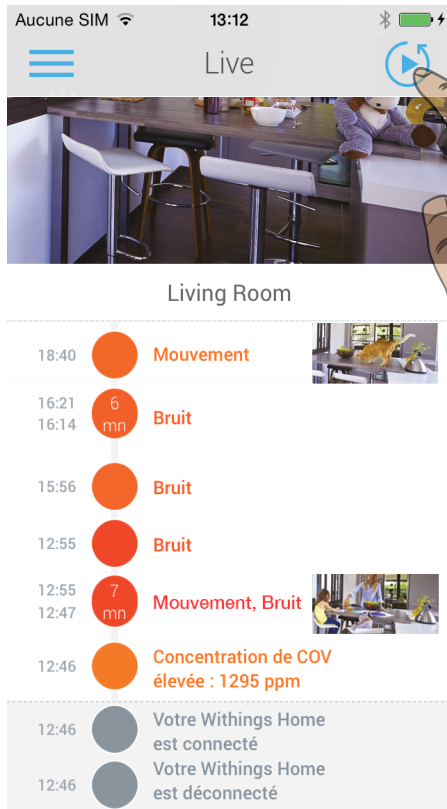 Aucune SIM 13:12
Live
Living Room
18:40 Mouvement
16:21
16:14
6
mn
Bruit
15:56 Bruit
12:55 Bruit
12:55
12:47
7
mn
Mouvement, Bruit
12:46
Concentration de COV
élevée : 1295 ppm
12:46
Votre Withings Home
est connecté
12:46
Votre Withings Home
est déconnecté